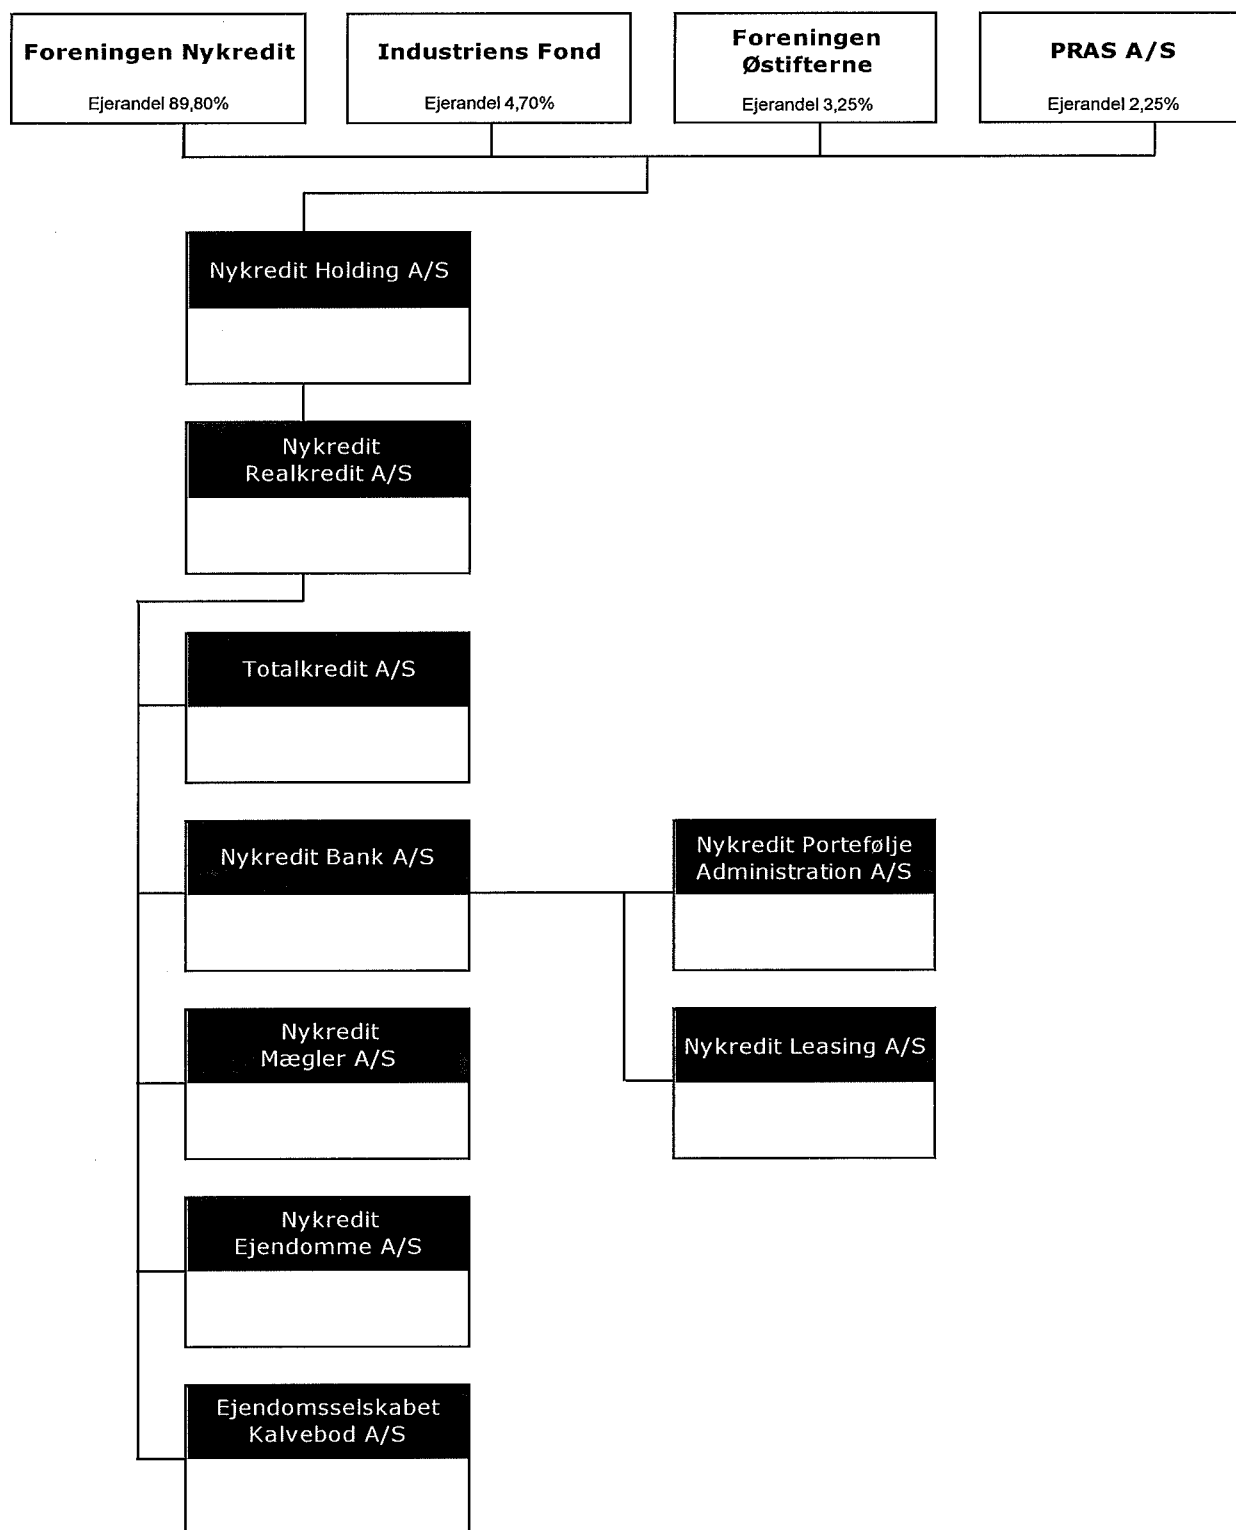 Foreningen Nykredit
Ejerandel 89,80%
Industriens Fond
Ejerandel 4,70%
Foreningen
Østifterne
Ejerandel 3,25%
PRAS A/S
Ejerandel 2,25%
Nykredit Holding A/S
Nykredit
Realkredit A/S
Totalkredit A/S
Nykredit Bank A/S
Nykredit Portefølje
Administration A/S
Nykredit
Mægler A/S
Nykredit Leasing A/S
Nykredit
Ejendomme A/S
Ejendomsselskabet
Kalvebod A/S